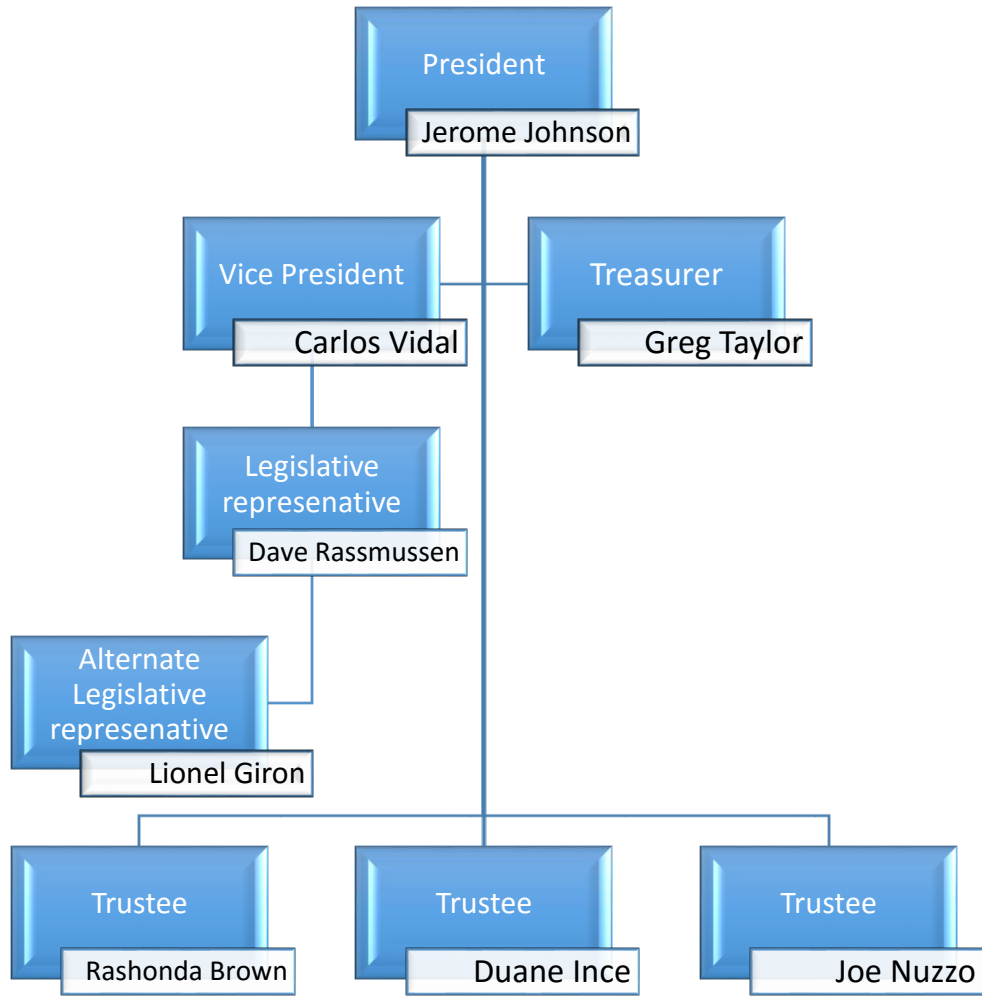 President
Jerome Johnson
Vice President
Carlos Vidal
Treasurer
Greg Taylor
Legislative
represenative
Dave Rassmussen
Alternate
Legislative
represenative
Lionel Giron
Trustee
Rashonda Brown
Trustee
Duane Ince
Trustee
Joe Nuzzo